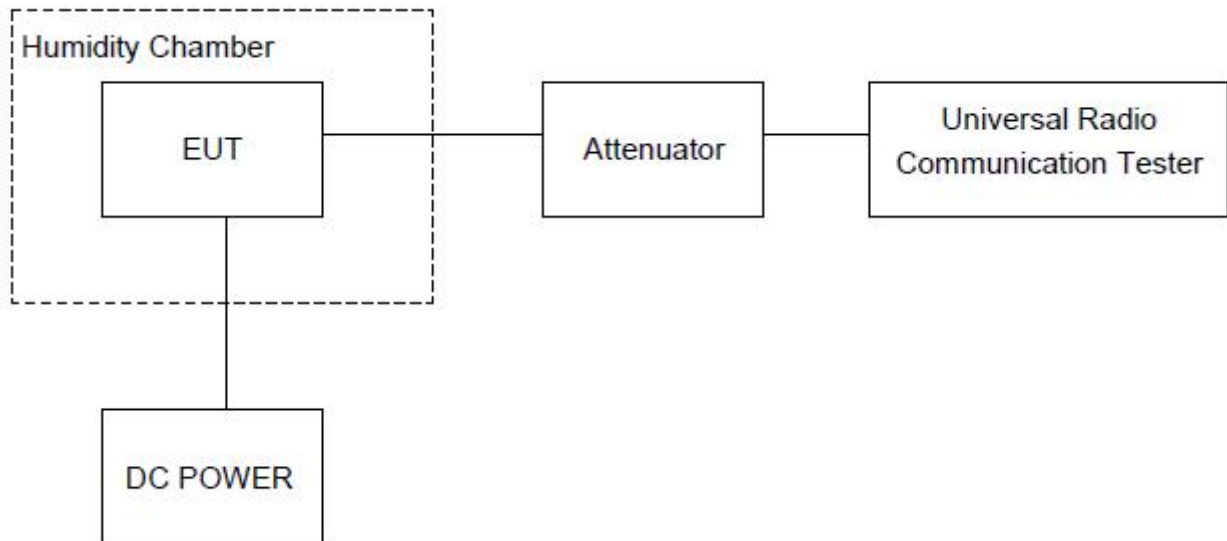 Humidity Chamber
EUT
Attenuator
Universal Radio
Communication Tester
DC POWER